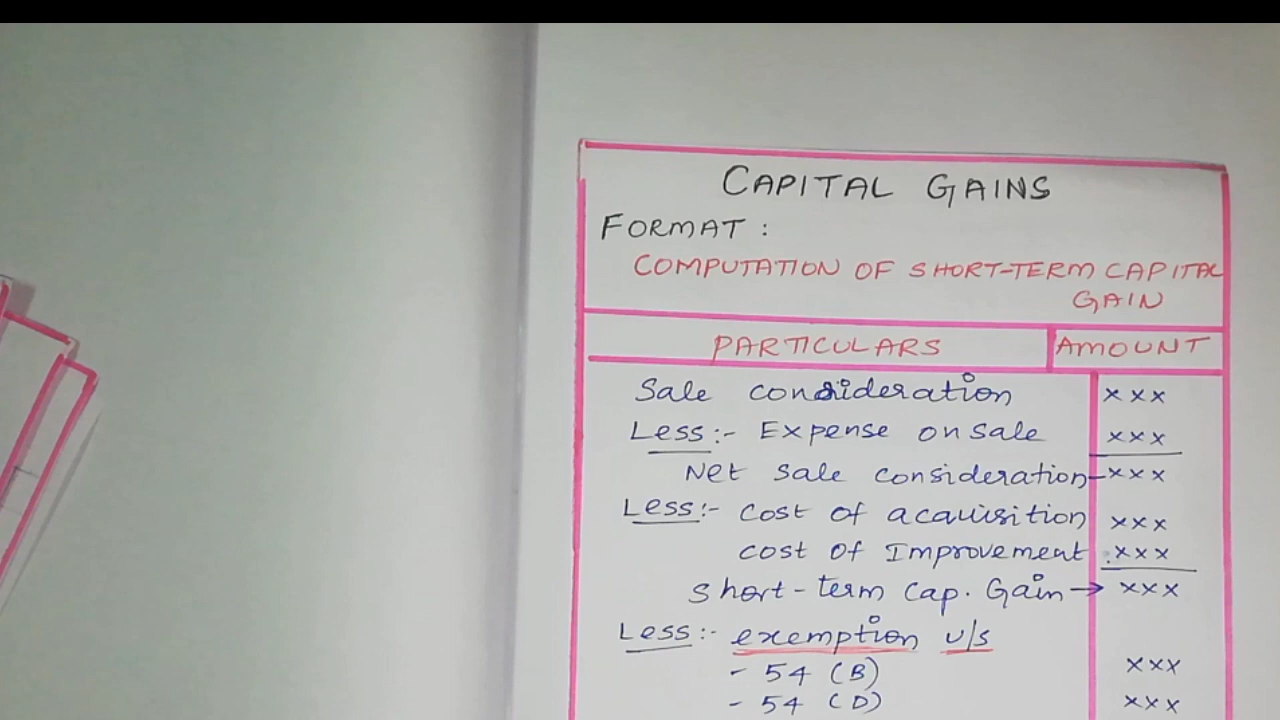 CAPITAL GAINS
FORMAT :
COMPUTATION OF SHORT-TERM CAPITAL
GAIN
PARTICULARS AMOUNT
Sale consideration xxx
Less:- Expense on sale xxx
Net sale consideration xxx
Less:- cost of acauisition xxx
cost of Improvement xxx
short-term cap. Gain → xxx
Less:- exemption u/s
- 54 (B) xxx
- 54 (D) xxx